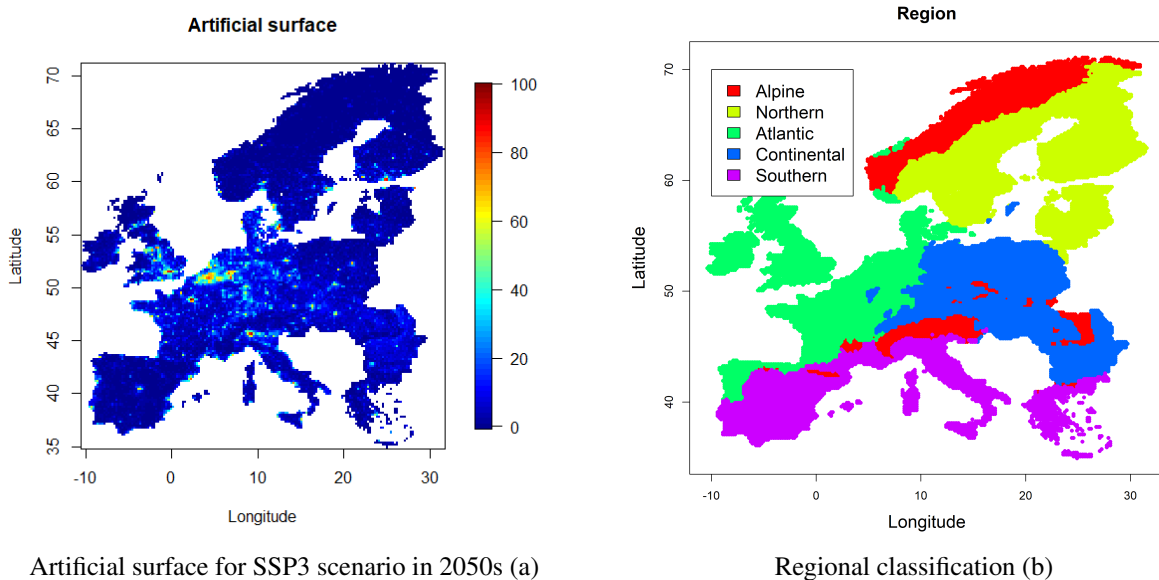 Artificial surface
70
65
60
55
50
45
40
35
Latitude
-10 0 10 20 30
Longitude
100
80
60
40
20
0
Region
70
60
50
40
Latitude
Alpine
Northern
Atlantic
Continental
Southern
-10 0 10 20 30
Longitude
Artificial surface for SSP3 scenario in 2050s (a)
Regional classification (b)